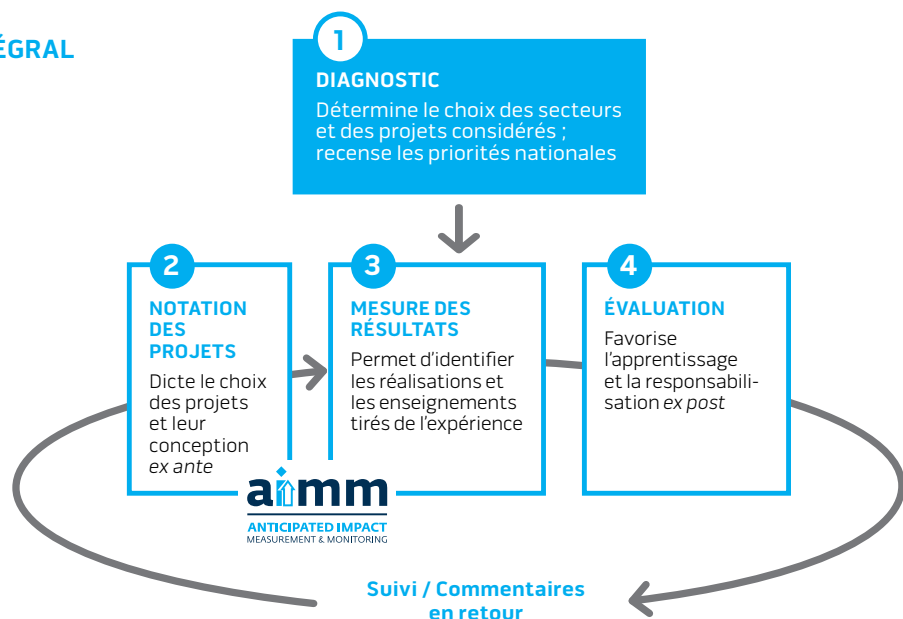 ÉGRAL
1
DIAGNOSTIC
Détermine le choix des secteurs
et des projets considérés ;
recense les priorités nationales
2
NOTATION
DES
PROJETS
Dicte le choix
des projets
et leur
conception
ex ante
3
MESURE DES
RÉSULTATS
Permet d'identifier
les réalisations et
les enseignements
tirés de l'expérience
4
ÉVALUATION
Favorise
l'apprentissage
et la responsabili-
sation ex post
aimm
ANTICIPATED IMPACT
MEASUREMENT & MONITORING
Suivi / Commentaires
en retour